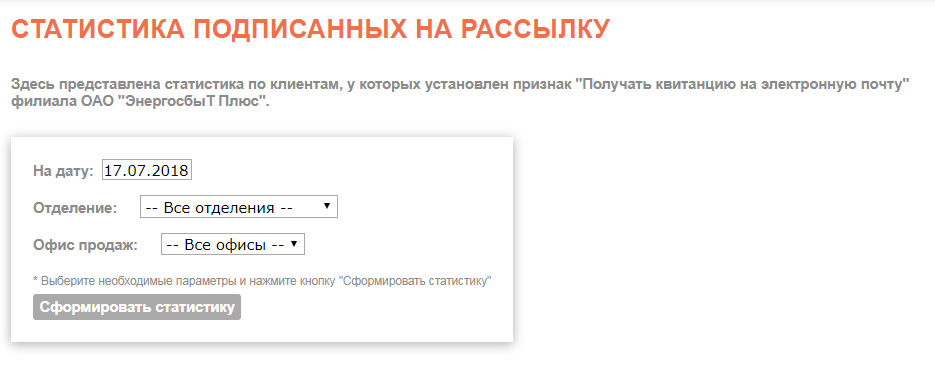 СТАТИСТИКА ПОДПИСАННЫХ НА РАССЫЛКУ
Здесь представлена статистика по клиентам, у которых установлен признак "Получать квитанцию на электронную почту"
филиала ОАО "ЭнергосбыТ Плюс".
На дату: 17.07.2018
Отделение: -- Все отделения --
Офис продаж: -- Все офисы --
* Выберите необходимые параметры и нажмите кнопку "Сформировать статистику"
Сформировать статистику